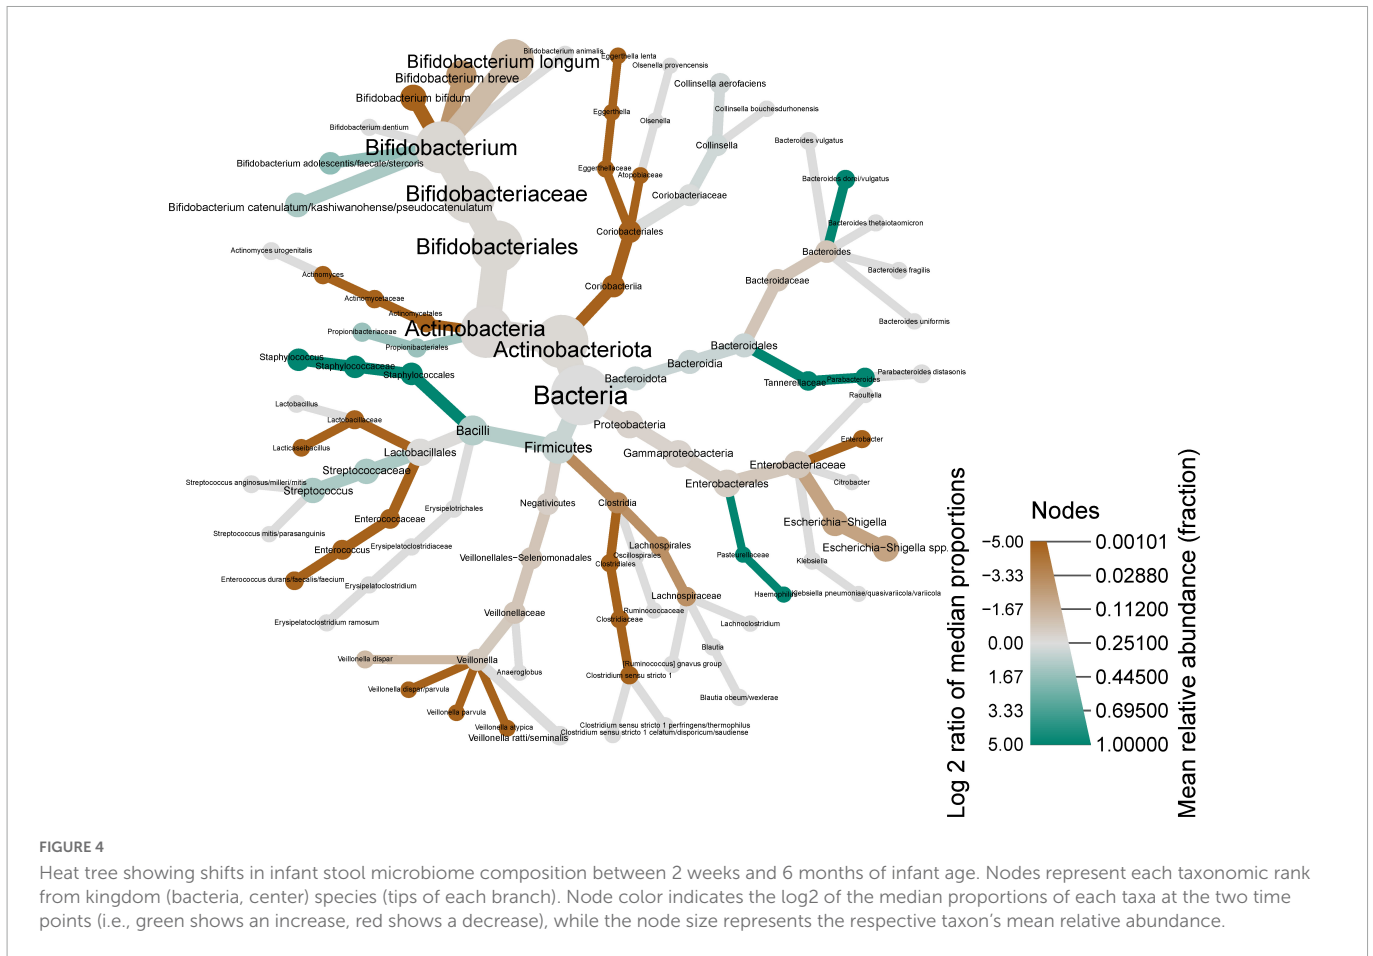 Bifidobacterium animalis
Bifidobacterium longum
Bifidobacterium breve
Bifidobacterium bifidum
Bifidobacterium dentium
Bifidobacterium
Bifidobacterium adolescentis/faecate/stercoris
Bifidobacterium catenulatum/kashiwanohense/pseudocatenulatum
Bifidobacteriaceae
Bifidobacteriales
Eggerthella lenta
Olsenella provencensis
Collinsella aerofaciens
Collinsella bouchesdurhonensis
Eggerthella
Olsenella
Collinsella
Eggerthellaceae
Atopobiaceae
Coriobacteriaceae
Coriobacteriales
Coriobacteriia
Bacteroides vulgatus
Bacteroides dorei/vulgatus
Bacteroides thetaiotaomicron
Bacteroides
Bacteroides fragilis
Bacteroidaceae
Bacteroides uniformis
Actinomyces urogenitalis
Actinomyces
Actinomycetaceae
Actinomycetales
Actinobacteria
Propionibacteriaceae
Propionibacteriales
Actinobacteriota
Bacteroidales
Bacteroidia
Bacteroidota
Tannerellaceae
Parabacteroides
Parabacteroides distasonis
Staphylococcus
Staphylococcaceae
Staphylococcales
Bacteria
Raoultella
Lactobacillus
Lactobacillaceae
Lacticaseibacillus
Lactobacillales
Bacilli
Firmicutes
Proteobacteria
Gammaproteobacteria
Enterobacterales
Enterobacteriaceae
Enterobacter
Citrobacter
Streptococcaceae
Streptococcus anginosus/milleri/mitis
Streptococcus
Streptococcus mitis/parasanguinis
Enterococcaceae
Enterococcus
Enterococcus durans/faecalis/faecium
Erysipelotrichales
Erysipelatoclostridiaceae
Erysipelatoclostridium
Erysipelatoclostridium ramosum
Negativicutes
Clostridia
Veillonellales−Selenomonadales
Lachnospirales
Oscillospirales
Clostridiales
Escherichia−Shigella
Escherichia−Shigella spp.
Pasteurellaceae
Klebsiella
Haemophilus
Klebsiella pneumoniae/quasivariicola/variicola
Lachnospiraceae
Veillonellaceae
Ruminococcaceae
Clostridiaceae
Lachnoclostridium
Blautia
Veillonella dispar
Veillonella
Anaeroglobus
[Ruminococcus] gnavus group
Clostridium sensu stricto 1
Blautia obeum/wexlerae
Veillonella dispar/parvula
Veillonella parvula
Veillonella atypica
Veillonella ratti/seminalis
Clostridium sensu stricto 1 perfringens/thermophilus
Clostridium sensu stricto 1 celatum/disporicum/saudiense
Nodes
Log 2 ratio of median proportions
−5.00
−3.33
−1.67
0.00
1.67
3.33
5.00
0.00101
0.02880
0.11200
0.25100
0.44500
0.69500
1.00000
Mean relative abundance (fraction)
FIGURE 4
Heat tree showing shifts in infant stool microbiome composition between 2 weeks and 6 months of infant age. Nodes represent each taxonomic rank
from kingdom (bacteria, center) species (tips of each branch). Node color indicates the log2 of the median proportions of each taxa at the two time
points (i.e., green shows an increase, red shows a decrease), while the node size represents the respective taxon’s mean relative abundance.